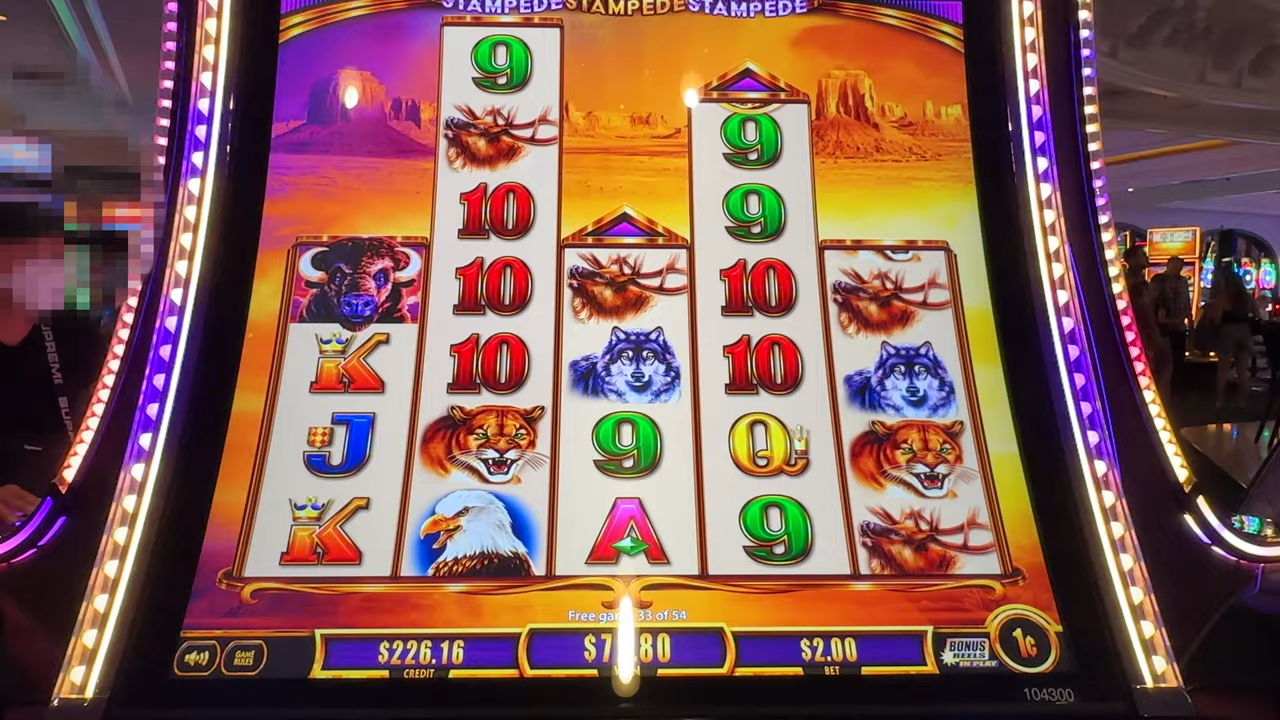 STAMPEDE STAMPEDE STAMPEDE
9
9
10 9
10 10
K 10 10
J 9 Q
K A 9
Free 33 of 54
GAME RULES $226.16 $2.00 BONUS REELS IN PLAY 1¢
CREDIT BET
104300
UPREME